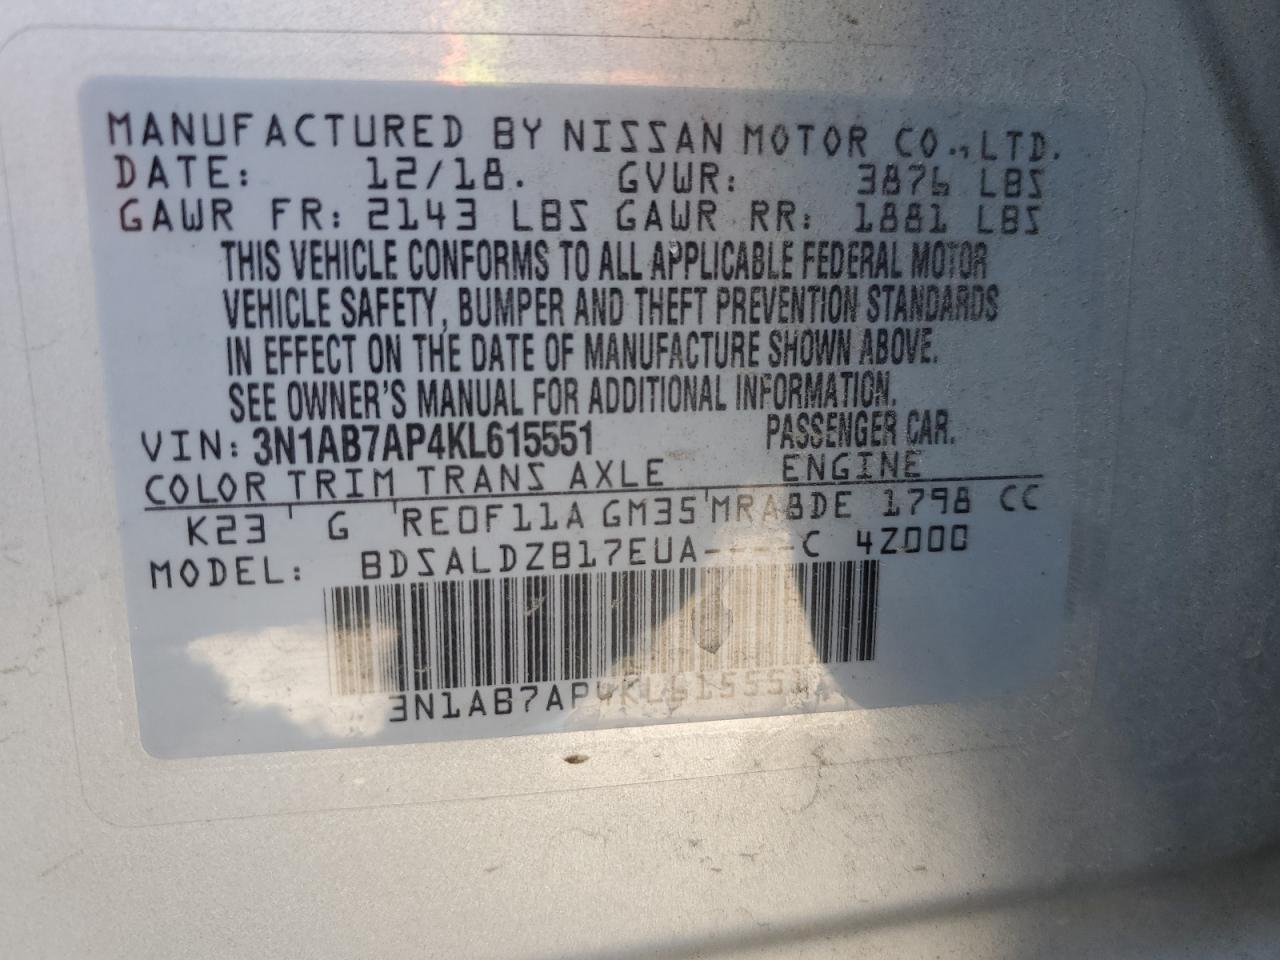 MANUFACTURED BY NISSAN MOTOR CO., LTD.
DATE: 12/18. GVWR: 3876 LBS
GAWR FR: 2143 LBS GAWR RR: 1881 LBS
THIS VEHICLE CONFORMS TO ALL APPLICABLE FEDERAL MOTOR
VEHICLE SAFETY, BUMPER AND THEFT PREVENTION STANDARDS
IN EFFECT ON THE DATE OF MANUFACTURE SHOWN ABOVE.
SEE OWNER'S MANUAL FOR ADDITIONAL INFORMATION.
VIN: 3N1AB7AP4KL615551 PASSENGER CAR.
COLOR TRIM TRANS AXLE ENGINE
K23 ' G ' RE0F11A GM35 ' MRA8DE 1798 CC
MODEL: BDSALDZB17EUA----C 4Z000
3N1AB7AP4KL615551